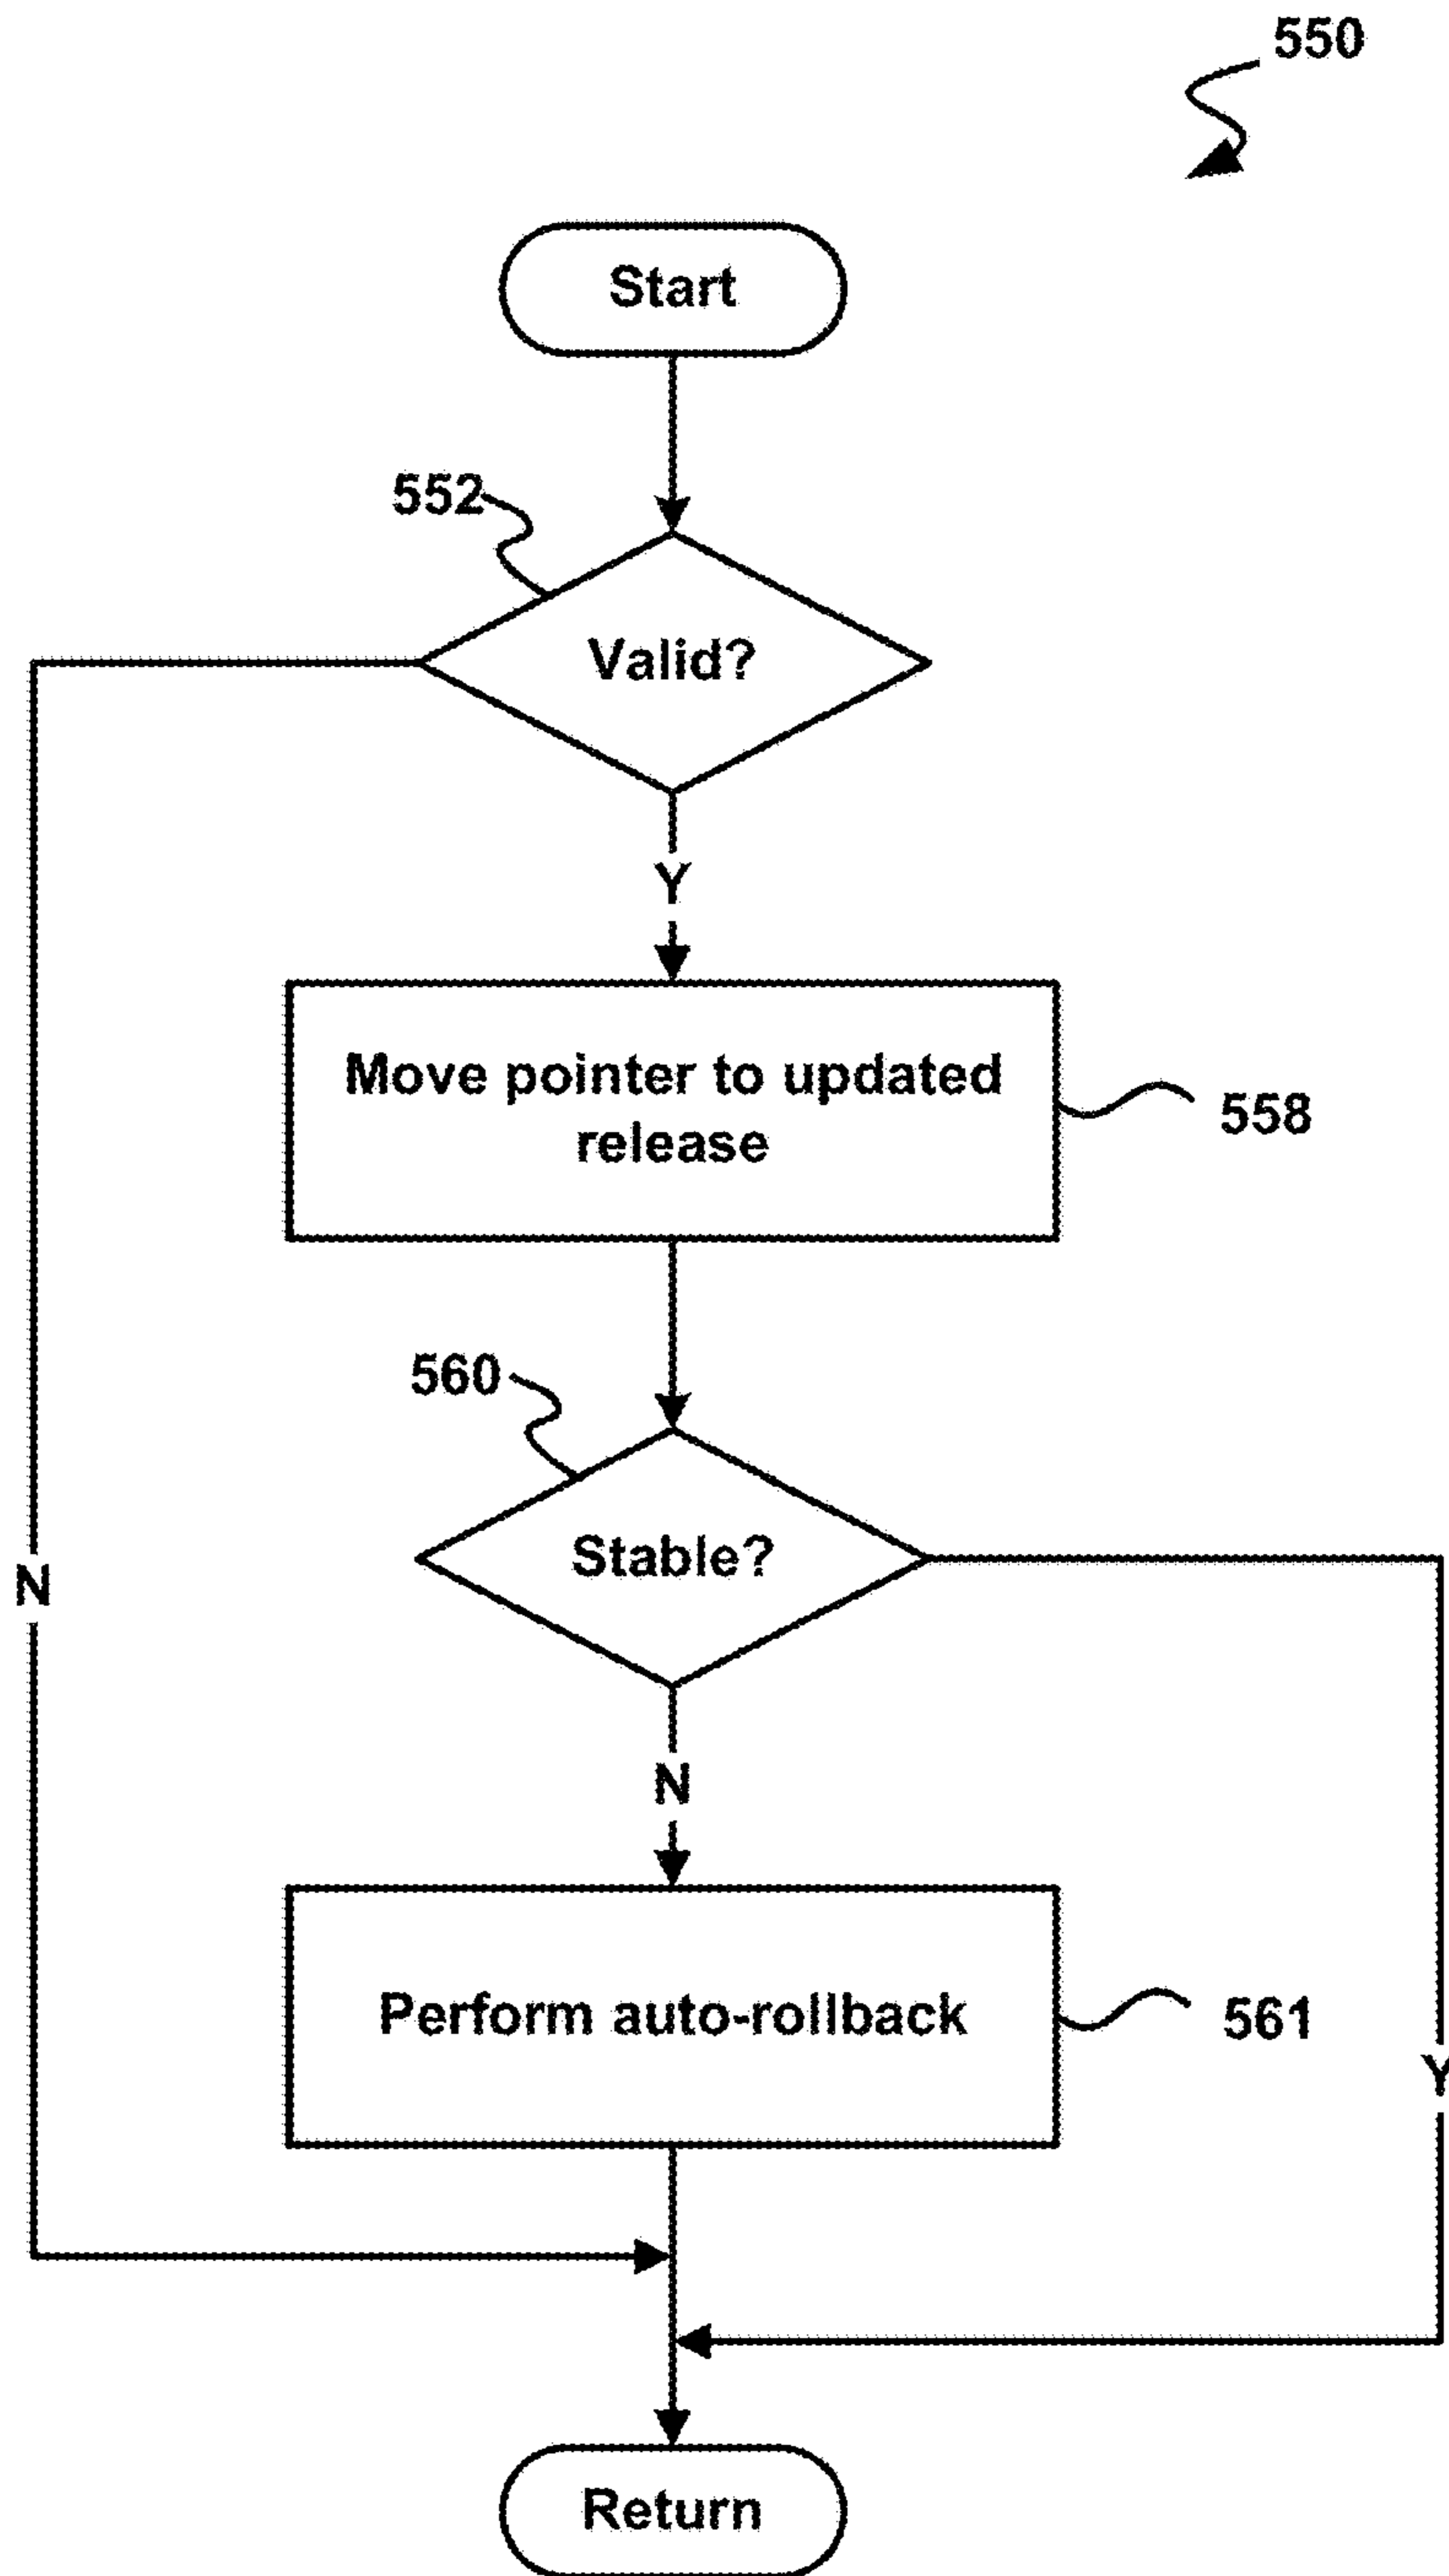 550
Start
552
Valid?
Y
Move pointer to updated
release
558
560
Stable?
N
N
Perform auto-rollback
561
Y
Return